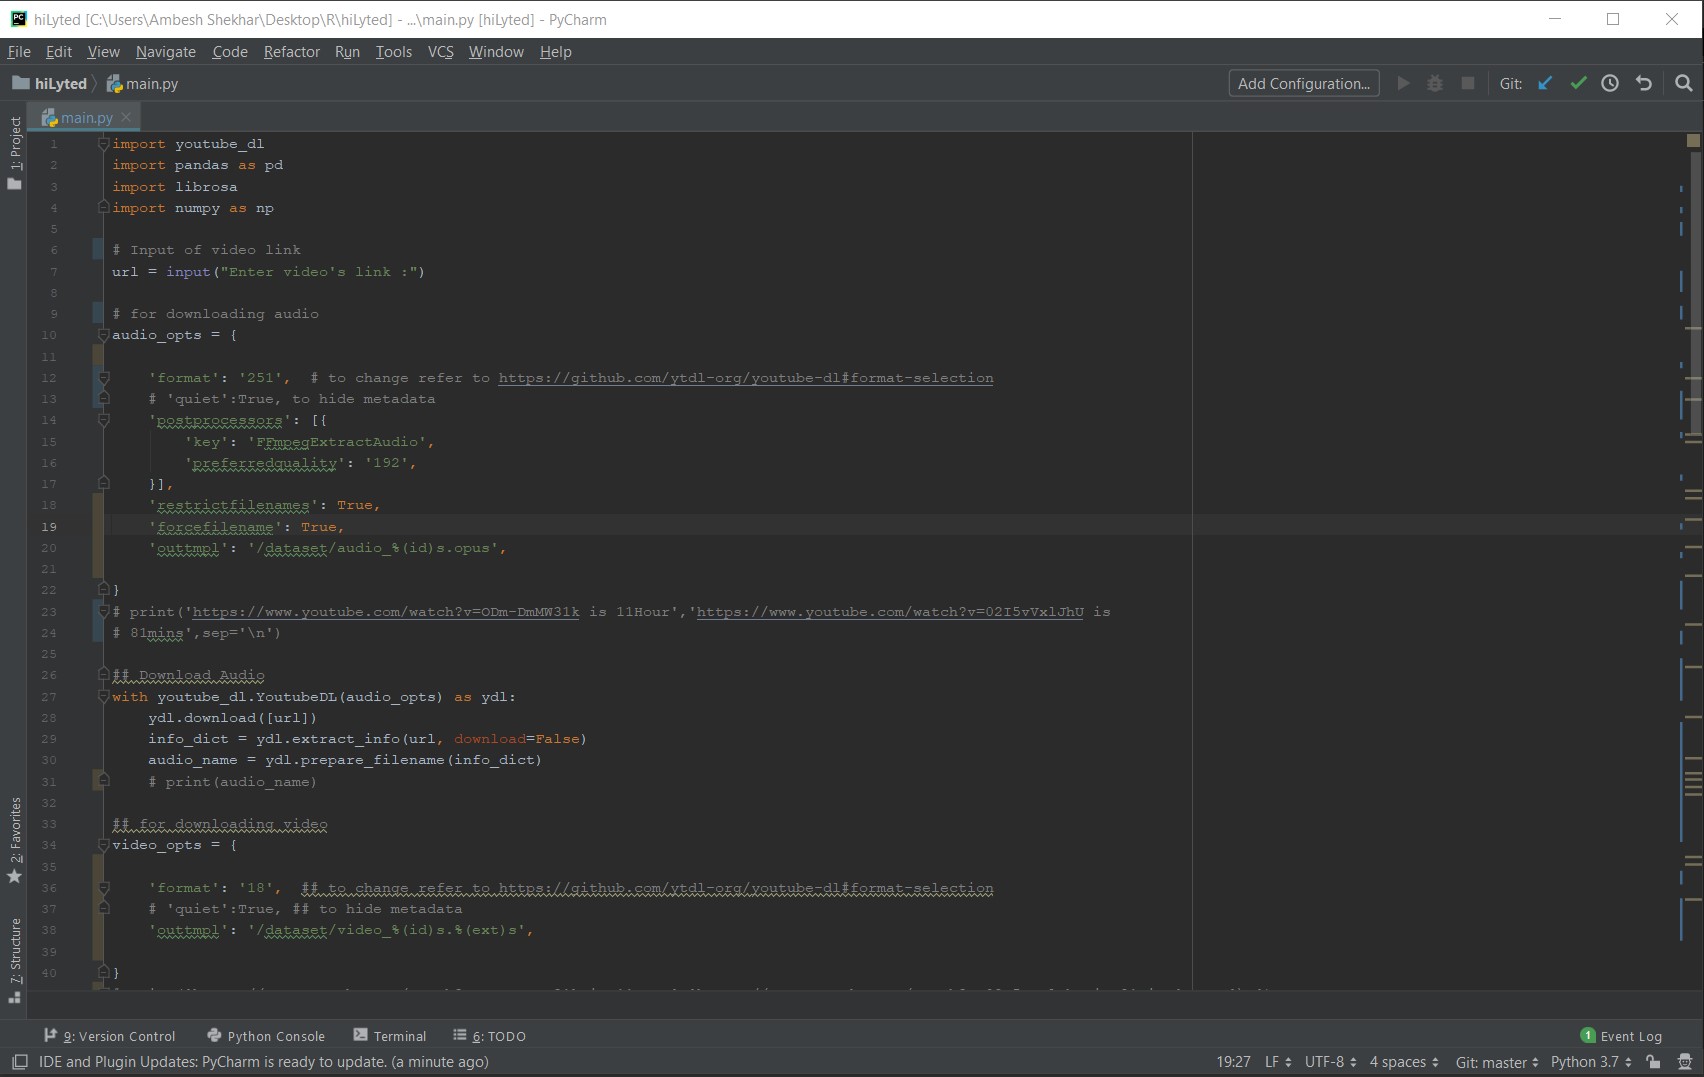 hiLyted [C:\Users\Ambesh Shekhar\Desktop\R\hiLyted] - ...\main.py [hiLyted] - PyCharm
File Edit View Navigate Code Refactor Run Tools VCS Window Help
hiLyted main.py Add Configuration... Git:
main.py
1: Project
1 import youtube_dl
2 import pandas as pd
3 import librosa
4 import numpy as np
5
6 # Input of video link
7 url = input("Enter video's link :")
8
9 # for downloading audio
10 audio_opts = {
11
12 'format': '251', # to change refer to https://github.com/ytdl-org/youtube-dl#format-selection
13 # 'quiet':True, to hide metadata
14 'postprocessors': [{
15 'key': 'FFmpegExtractAudio',
16 'preferredquality': '192',
17 }],
18 'restrictfilenames': True,
19 'forcefilename': True,
20 'outtmpl': '/dataset/audio_%(id)s.opus',
21
22 }
23 # print('https://www.youtube.com/watch?v=ODm-DmMW31k is 11Hour','https://www.youtube.com/watch?v=02I5vVxlJhU is
24 # 81mins',sep='\n')
25
26 ## Download Audio
27 with youtube_dl.YoutubeDL(audio_opts) as ydl:
28 ydl.download([url])
29 info_dict = ydl.extract_info(url, download=False)
30 audio_name = ydl.prepare_filename(info_dict)
31 # print(audio_name)
32
33 ## for downloading video
34 video_opts = {
35
36 'format': '18', ## to change refer to https://github.com/ytdl-org/youtube-dl#format-selection
37 # 'quiet':True, ## to hide metadata
38 'outtmpl': '/dataset/video_%(id)s.%(ext)s',
39
40 }
2: Favorites
7: Structure
9: Version Control Python Console Terminal 6: TODO 1 Event Log
IDE and Plugin Updates: PyCharm is ready to update. (a minute ago) 19:27 LF UTF-8 4 spaces Git: master Python 3.7